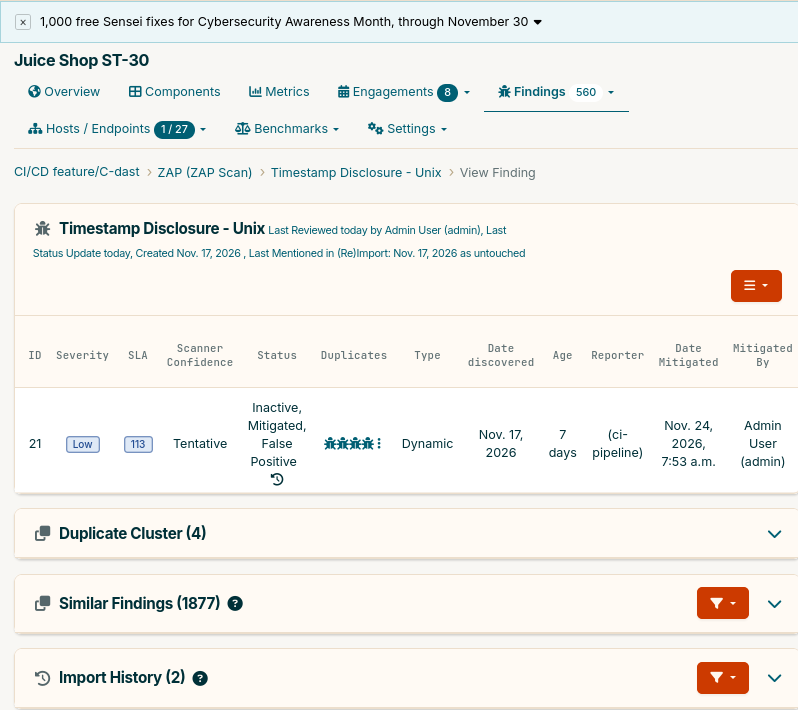 × 1,000 free Sensei fixes for Cybersecurity Awareness Month, through November 30
Juice Shop ST-30
Overview Components Metrics Engagements 8 Findings 560
Hosts / Endpoints 1 / 27 Benchmarks Settings
CI/CD feature/C-dast › ZAP (ZAP Scan) › Timestamp Disclosure - Unix › View Finding
Timestamp Disclosure - Unix Last Reviewed today by Admin User (admin), Last
Status Update today, Created Nov. 17, 2026 , Last Mentioned in (Re)Import: Nov. 17, 2026 as untouched
ID Severity SLA Scanner Confidence Status Duplicates Type Date discovered Age Reporter Date Mitigated Mitigated By
21 Low 113 Tentative Inactive, Mitigated, False Positive Dynamic Nov. 17, 2026 7 days (ci-pipeline) Nov. 24, 2026, 7:53 a.m. Admin User (admin)
Duplicate Cluster (4)
Similar Findings (1877) ?
Import History (2) ?